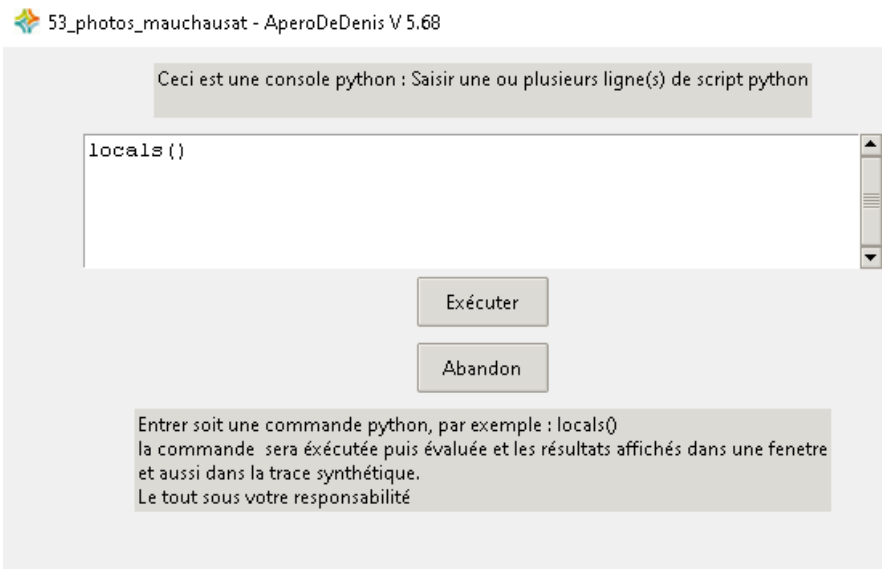 53_photos_mauchausat - AperoDeDenis V 5.68
Ceci est une console python : Saisir une ou plusieurs ligne(s) de script python
locals()
Exécuter
Abandon
Entrer soit une commande python, par exemple : locals()
la commande  sera éxécutée puis évaluée et les résultats affichés dans une fenetre
et aussi dans la trace synthétique.
Le tout sous votre responsabilité